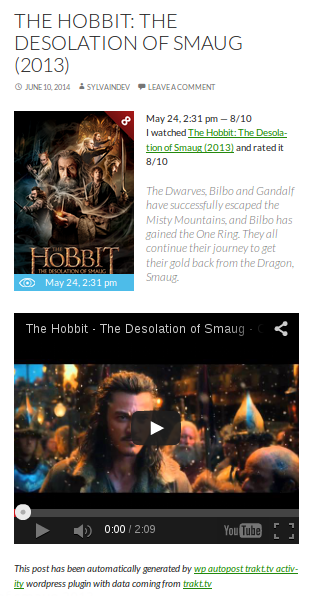 THE HOBBIT: THE
DESOLATION OF SMAUG
(2013)
JUNE 10, 2014 SYLVAINDEV LEAVE A COMMENT
May 24, 2:31 pm — 8/10
I watched The Hobbit: The Desola-
tion of Smaug (2013) and rated it
8/10
The Dwarves, Bilbo and Gandalf
have successfully escaped the
Misty Mountains, and Bilbo has
gained the One Ring. They all
continue their journey to get
their gold back from the Dragon,
Smaug.
THE
HOBBIT
THE DESOLATION OF SMAUG
May 24, 2:31 pm
The Hobbit - The Desolation of Smaug -
0:00 / 2:09
YouTube
This post has been automatically generated by wp autopost trakt.tv activ-
ity wordpress plugin with data coming from trakt.tv